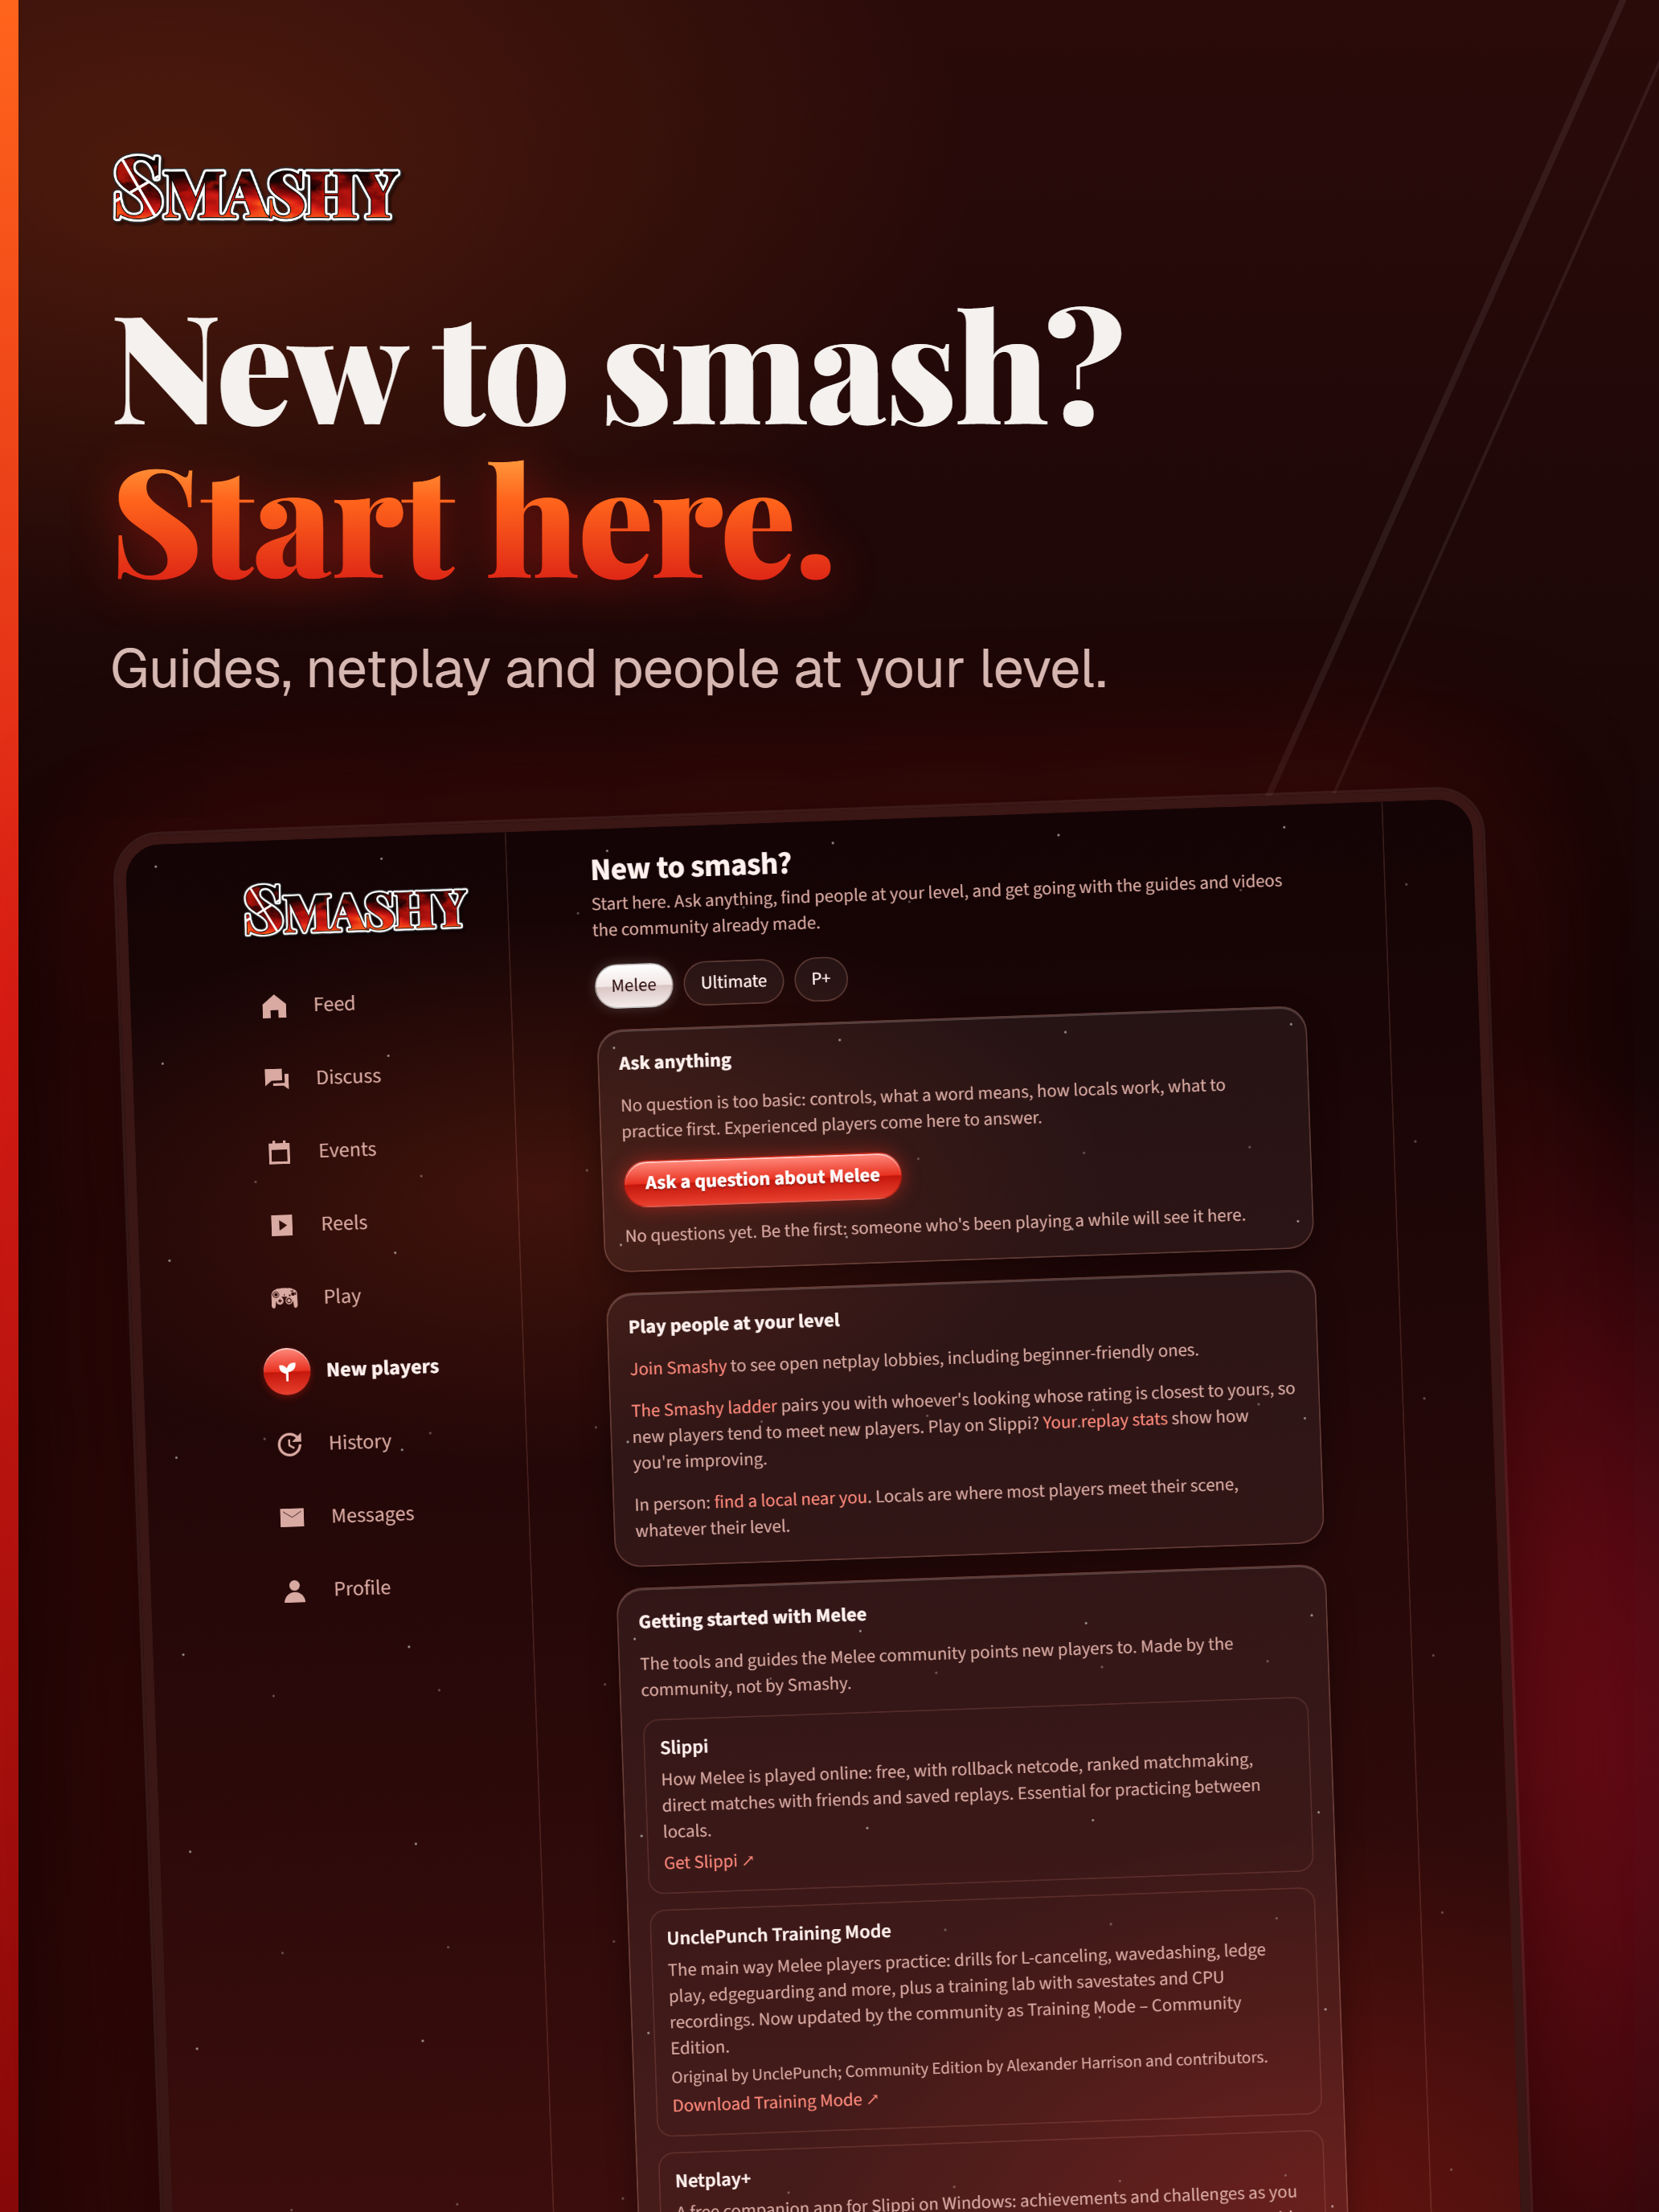 SMASHY
New to smash?
Start here.
Guides, netplay and people at your level.
SMASHY
Feed
Discuss
Events
Reels
Play
New players
History
Messages
Profile
New to smash?
Start here. Ask anything, find people at your level, and get going with the guides and videos
the community already made.
Melee
Ultimate
P+
Ask anything
No question is too basic: controls, what a word means, how locals work, what to
practice first. Experienced players come here to answer.
Ask a question about Melee
No questions yet. Be the first: someone who's been playing a while will see it here.
Play people at your level
Join Smashy to see open netplay lobbies, including beginner-friendly ones.
The Smashy ladder pairs you with whoever's looking whose rating is closest to yours, so
new players tend to meet new players. Play on Slippi? Your replay stats show how
you're improving.
In person: find a local near you. Locals are where most players meet their scene,
whatever their level.
Getting started with Melee
The tools and guides the Melee community points new players to. Made by the
community, not by Smashy.
Slippi
How Melee is played online: free, with rollback netcode, ranked matchmaking,
direct matches with friends and saved replays. Essential for practicing between
locals.
Get Slippi ↗
UnclePunch Training Mode
The main way Melee players practice: drills for L-canceling, wavedashing, ledge
play, edgeguarding and more, plus a training lab with savestates and CPU
recordings. Now updated by the community as Training Mode – Community
Edition.
Original by UnclePunch; Community Edition by Alexander Harrison and contributors.
Download Training Mode ↗
Netplay+
A free companion app for Slippi on Windows: achievements and challenges as you